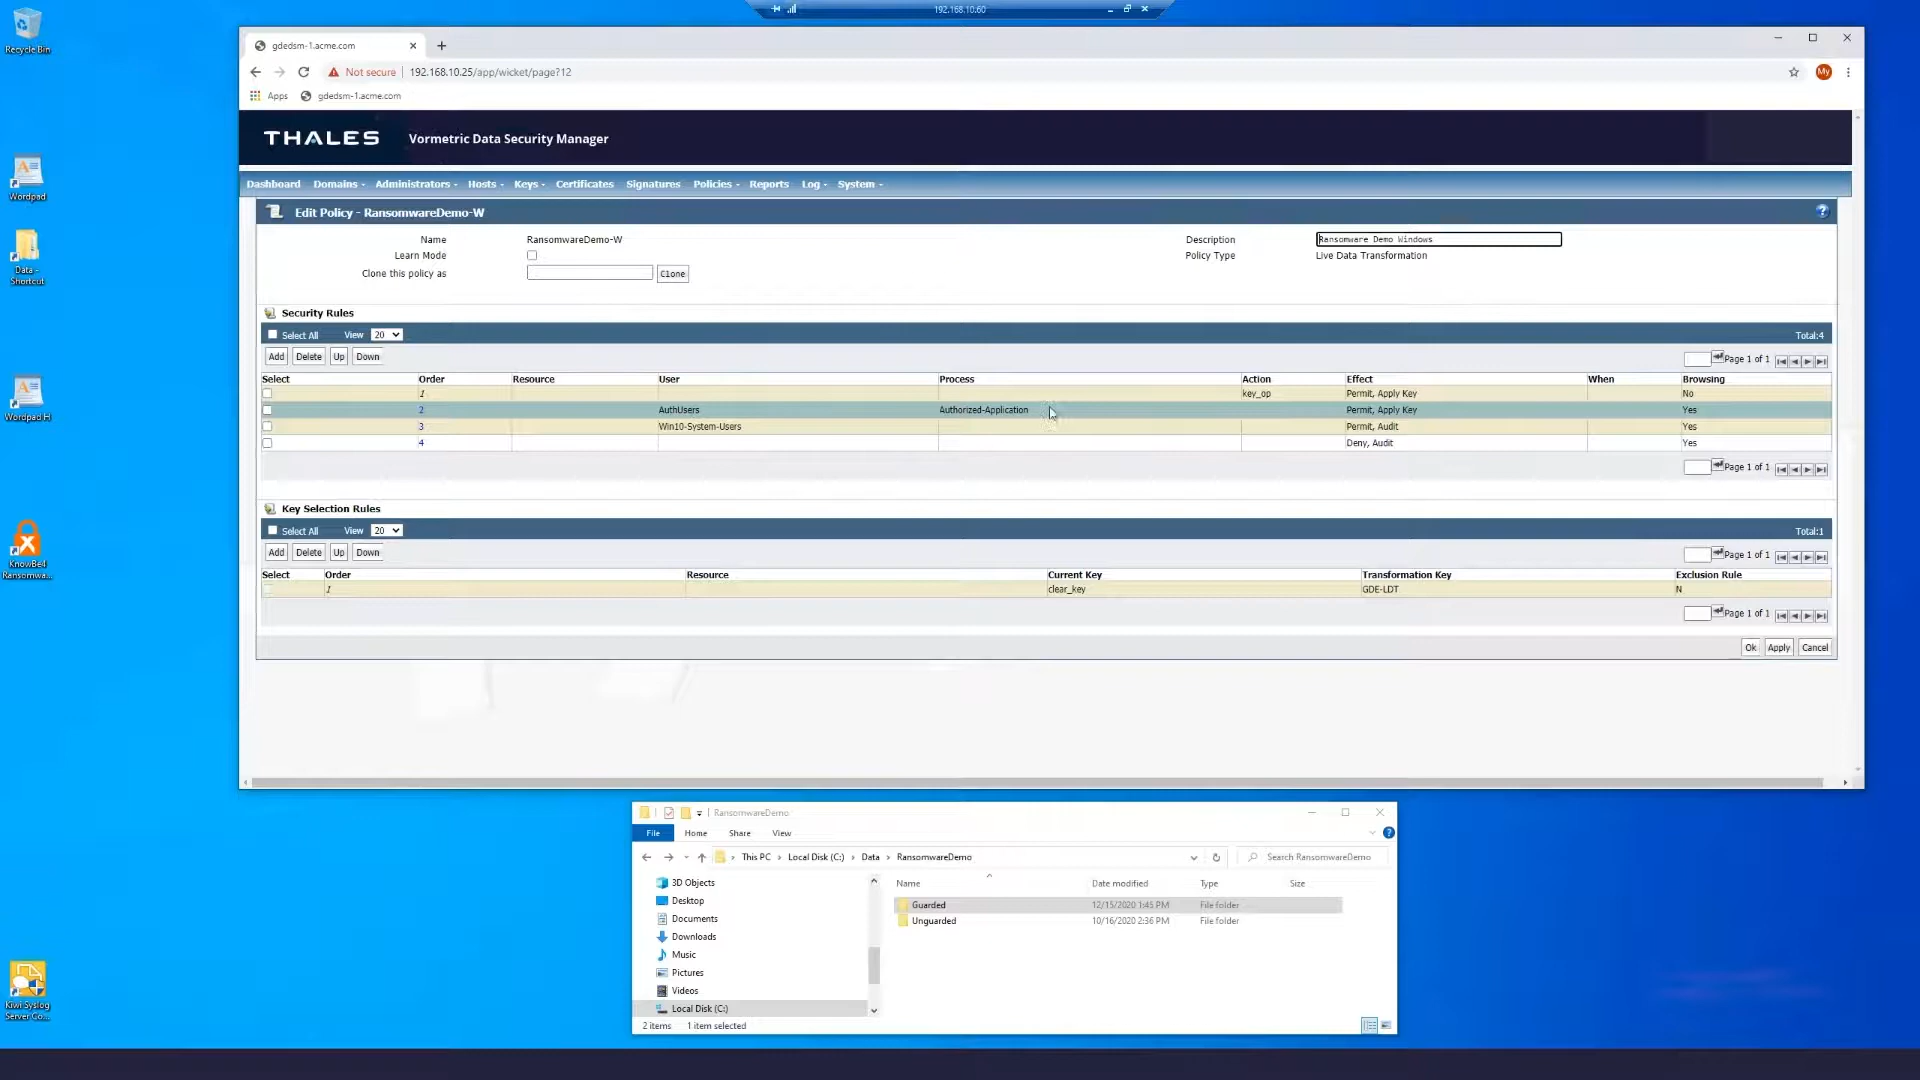 192.168.10.60
Recycle Bin
Wordpad
Data - Shortcut
Wordpad H
KnowBe4 Ransomwa...
Kiwi Syslog Server Co...
gdedsm-1.acme.com
Not secure 192.168.10.25/app/wicket/page?12
My
Apps gdedsm-1.acme.com
THALES Vormetric Data Security Manager
Dashboard Domains Administrators Hosts Keys Certificates Signatures Policies Reports Log System
Edit Policy - RansomwareDemo-W ?
Name RansomwareDemo-W Description Ransomware Demo Windows
Learn Mode Policy Type Live Data Transformation
Clone this policy as Clone
Security Rules
Select All View 20 Total:4
Add Delete Up Down Page 1 of 1
Select Order Resource User Process Action Effect When Browsing
1 key_op Permit, Apply Key No
2 AuthUsers Authorized-Application Permit, Apply Key Yes
3 Win10-System-Users Permit, Audit Yes
4 Deny, Audit Yes
Page 1 of 1
Key Selection Rules
Select All View 20 Total:1
Add Delete Up Down Page 1 of 1
Select Order Resource Current Key Transformation Key Exclusion Rule
1 clear_key GDE-LDT N
Page 1 of 1
Ok Apply Cancel
RansomwareDemo
File Home Share View ?
This PC Local Disk (C:) Data RansomwareDemo Search RansomwareDemo
3D Objects
Desktop
Documents
Downloads
Music
Pictures
Videos
Local Disk (C:)
Name Date modified Type Size
Guarded 12/15/2020 1:45 PM File folder
Unguarded 10/16/2020 2:36 PM File folder
2 items 1 item selected